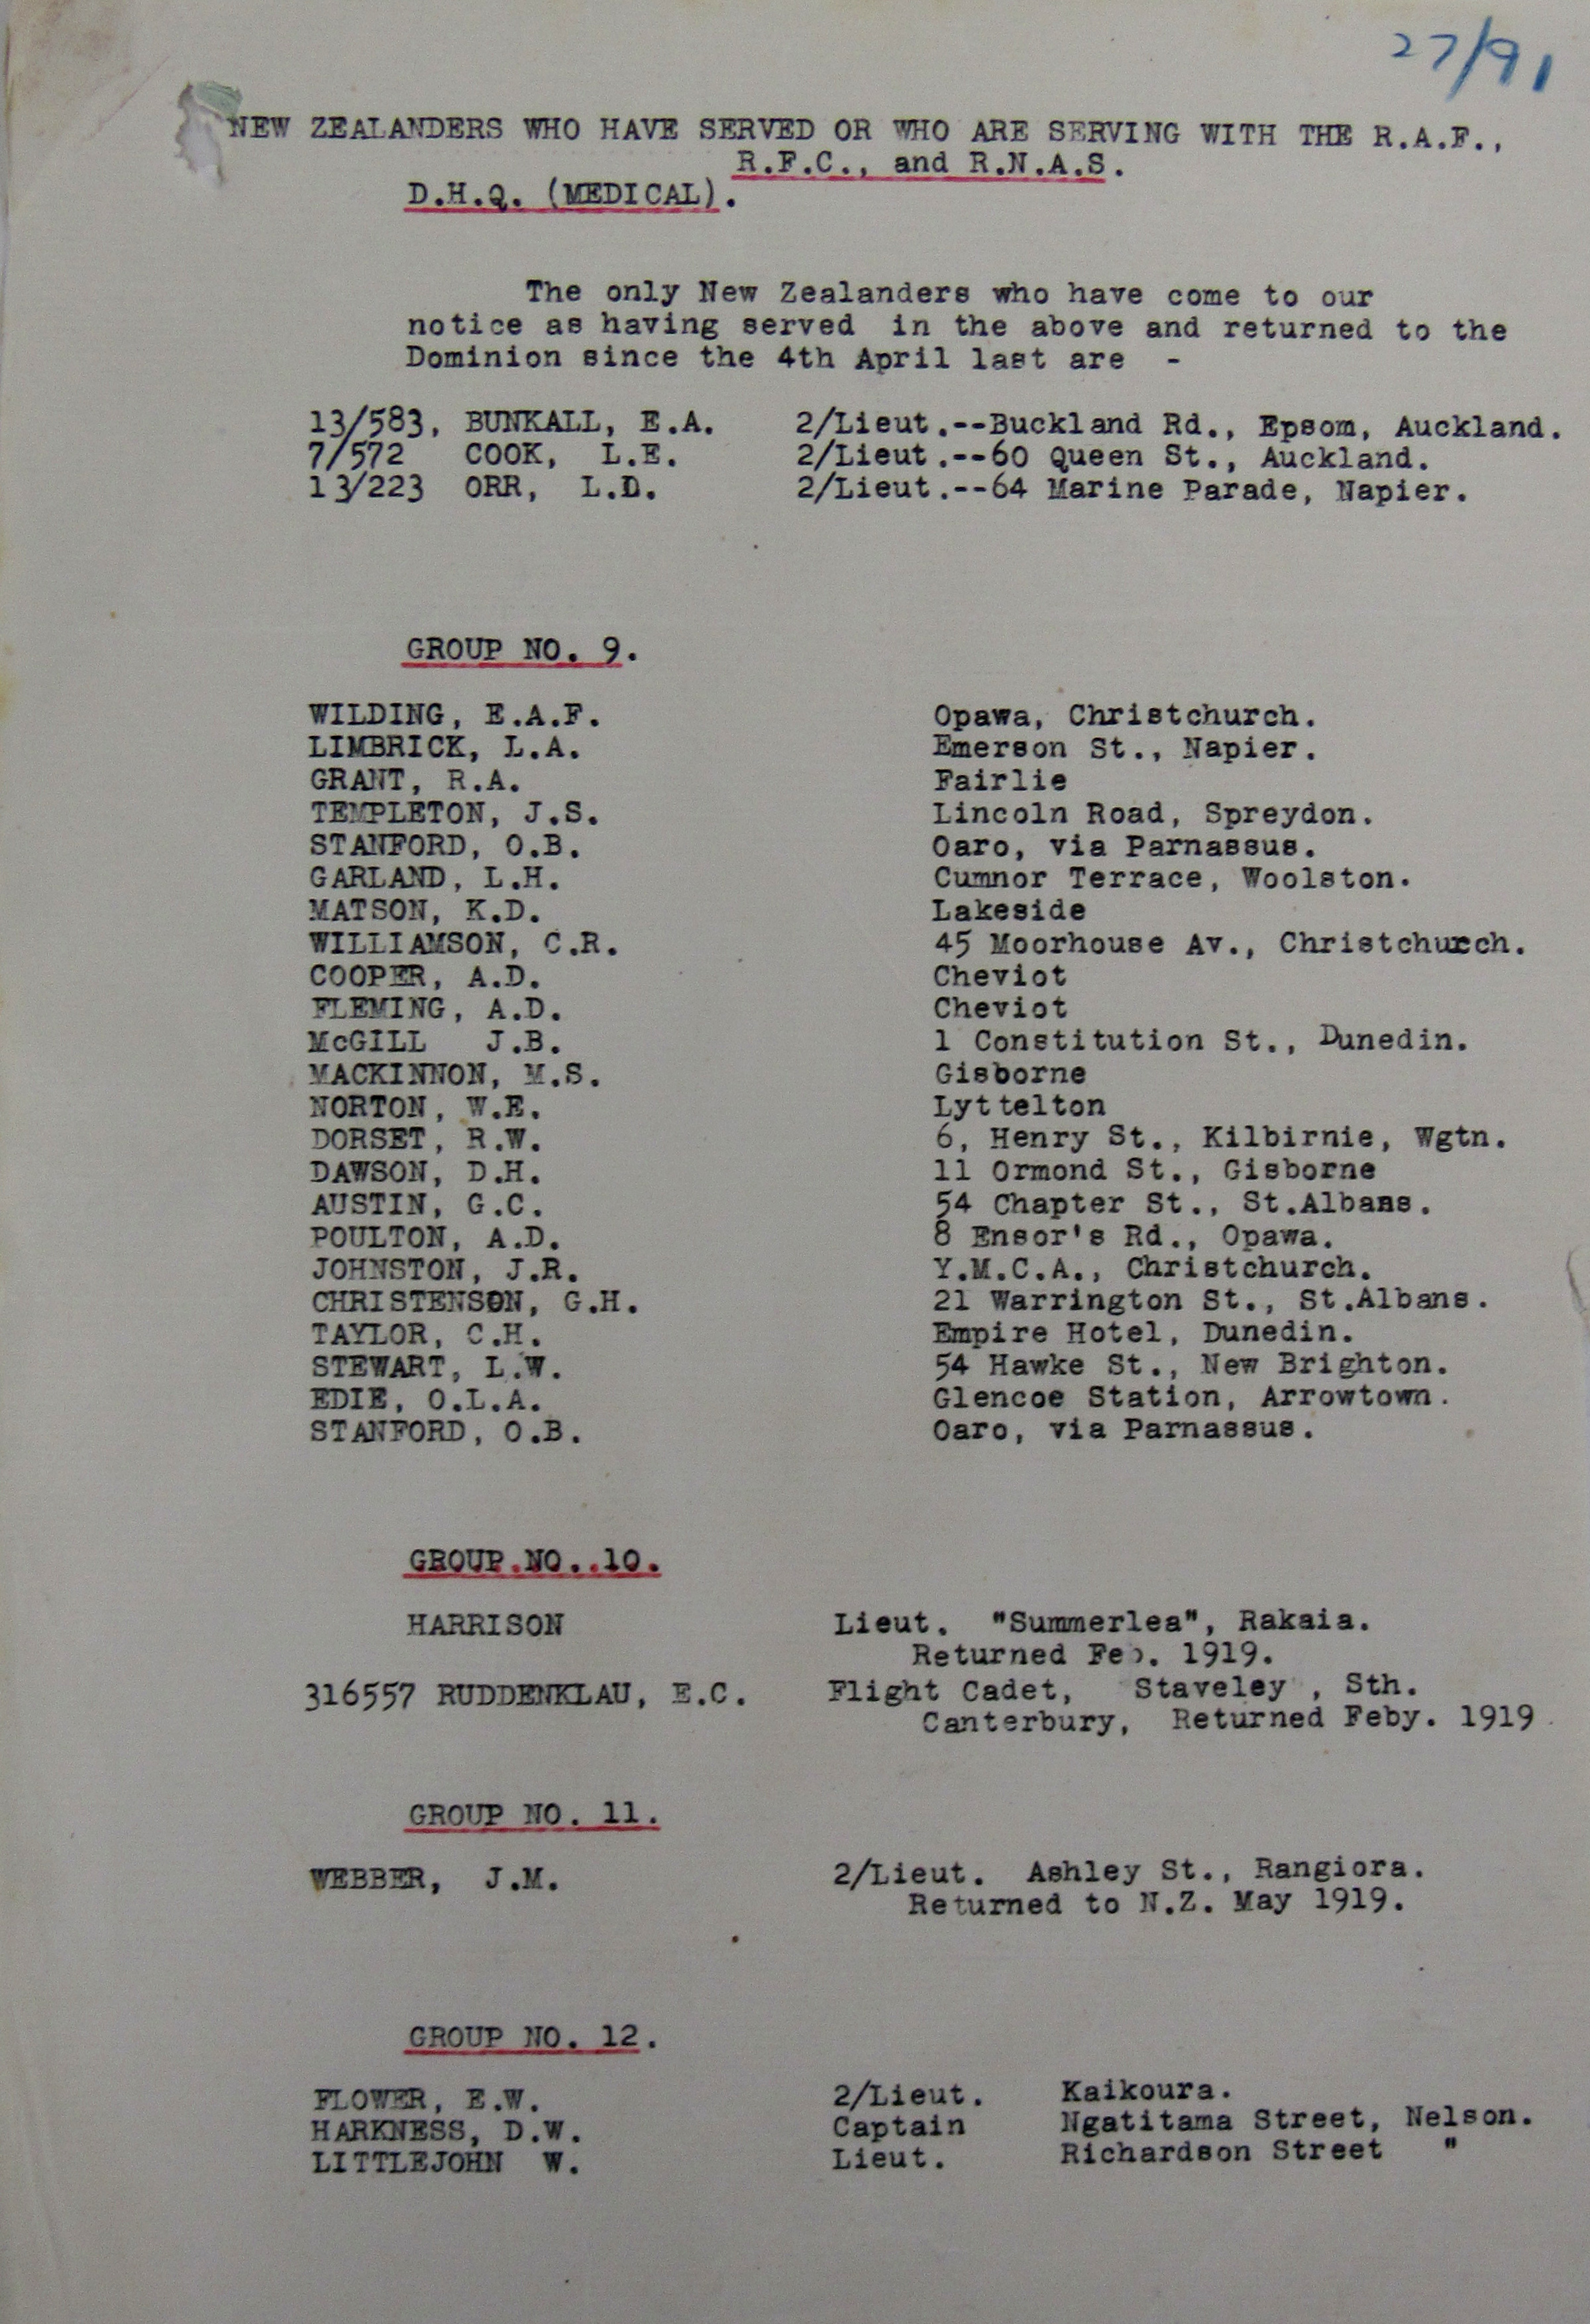 27/91
NEW ZEALANDERS WHO HAVE SERVED OR WHO ARE SERVING WITH THE R.A.F.,
R.F.C., and R.N.A.S.
D.H.Q. (MEDICAL).
The only New Zealanders who have come to our
notice as having served in the above and returned to the
Dominion since the 4th April last are -
13/583, BUNKALL, E.A. 2/Lieut.--Buckland Rd., Epsom, Auckland.
7/572 COOK, L.E. 2/Lieut.--60 Queen St., Auckland.
13/223 ORR, L.D. 2/Lieut.--64 Marine Parade, Napier.
GROUP NO. 9.
WILDING, E.A.F. Opawa, Christchurch.
LIMBRICK, L.A. Emerson St., Napier.
GRANT, R.A. Fairlie
TEMPLETON, J.S. Lincoln Road, Spreydon.
STANFORD, O.B. Oaro, via Parnassus.
GARLAND, L.H. Cumnor Terrace, Woolston.
MATSON, K.D. Lakeside
WILLIAMSON, C.R. 45 Moorhouse Av., Christchurch.
COOPER, A.D. Cheviot
FLEMING, A.D. Cheviot
McGILL J.B. 1 Constitution St., Dunedin.
MACKINNON, M.S. Gisborne
NORTON, W.E. Lyttelton
DORSET, R.W. 6, Henry St., Kilbirnie, Wgtn.
DAWSON, D.H. 11 Ormond St., Gisborne
AUSTIN, G.C. 54 Chapter St., St.Albans.
POULTON, A.D. 8 Ensor's Rd., Opawa.
JOHNSTON, J.R. Y.M.C.A., Christchurch.
CHRISTENSON, G.H. 21 Warrington St., St.Albans.
TAYLOR, C.H. Empire Hotel, Dunedin.
STEWART, L.W. 54 Hawke St., New Brighton.
EDIE, O.L.A. Glencoe Station, Arrowtown.
STANFORD, O.B. Oaro, via Parnassus.
GROUP.NO..10.
HARRISON Lieut. "Summerlea", Rakaia.
Returned Feb. 1919.
316557 RUDDENKLAU, E.C. Flight Cadet, Staveley , Sth.
Canterbury, Returned Feby. 1919.
GROUP NO. 11.
WEBBER, J.M. 2/Lieut. Ashley St., Rangiora.
Returned to N.Z. May 1919.
GROUP NO. 12.
FLOWER, E.W. 2/Lieut. Kaikoura.
HARKNESS, D.W. Captain Ngatitama Street, Nelson.
LITTLEJOHN W. Lieut. Richardson Street "